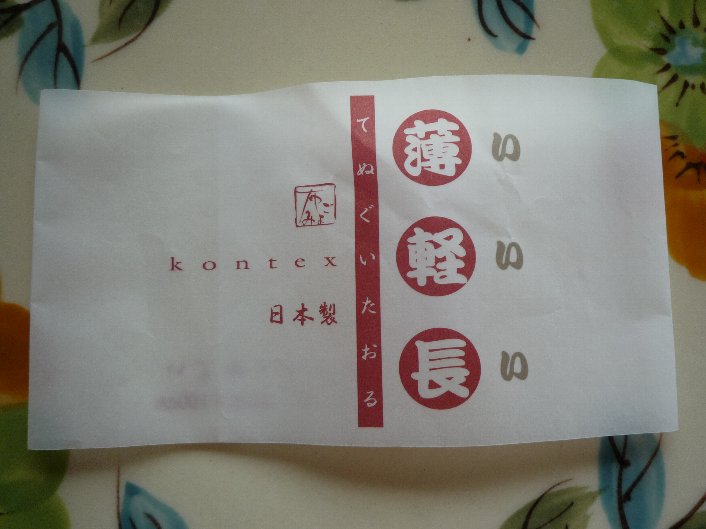 薄い
軽い
長い
てぬぐいたおる
kontex
日本製